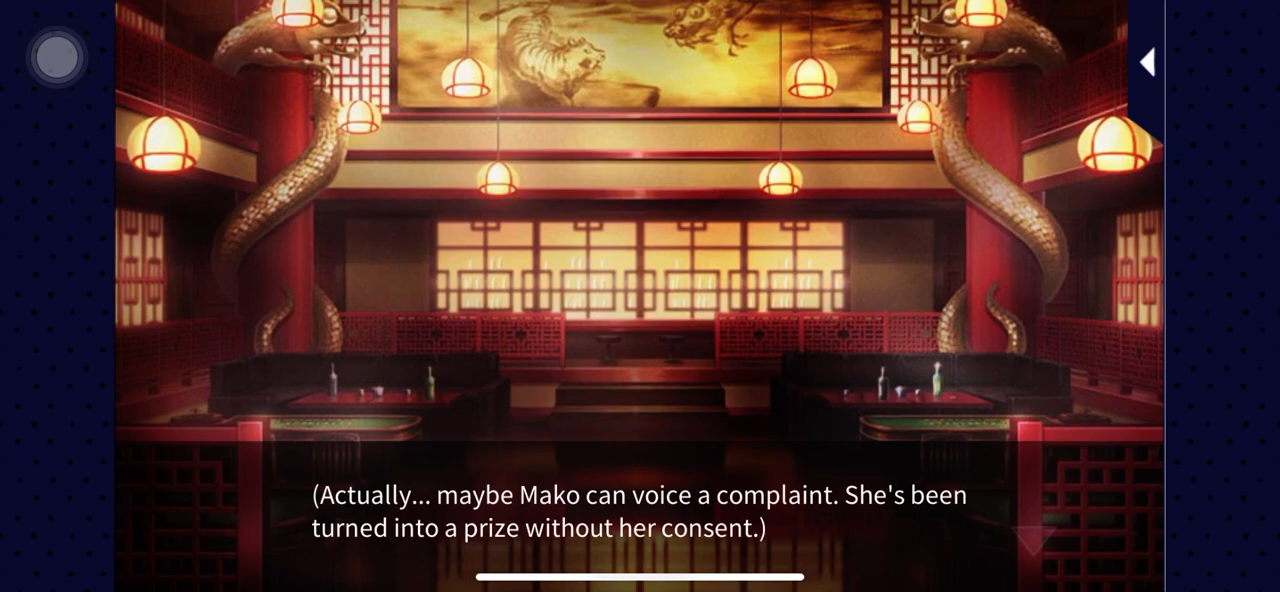 (Actually... maybe Mako can voice a complaint. She's been
turned into a prize without her consent.)